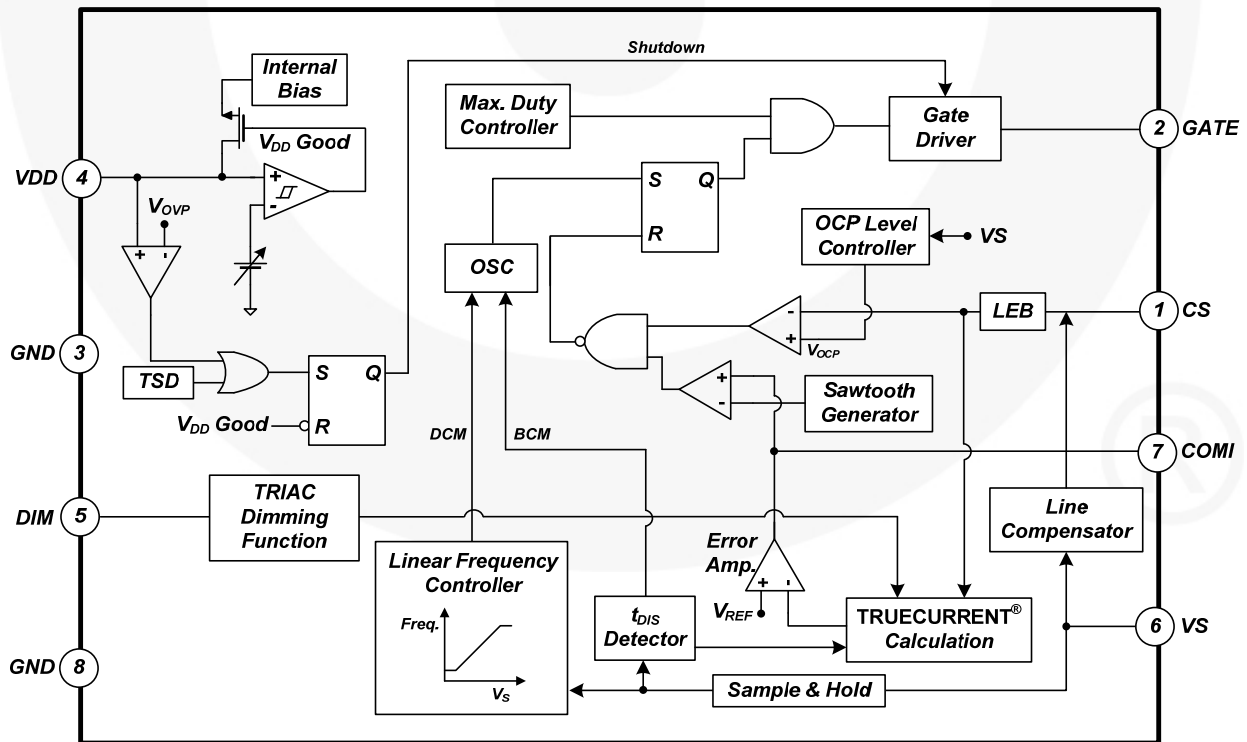 Shutdown
Internal
Bias
Max. Duty
Controller
Gate
Driver
2 GATE
VDD 4
VDD Good
+
-
VOVP
+ -
S Q
R
OSC
OCP Level
Controller
VS
LEB
1 CS
-
+
VOCP
GND 3
TSD
S Q
VDD Good R
+
-
Sawtooth
Generator
DCM BCM
7 COMI
DIM 5
TRIAC
Dimming
Function
Line
Compensator
Linear Frequency
Controller
Freq.
VS
Error
Amp.
+ -
VREF
tDIS
Detector
TRUECURRENT®
Calculation
6 VS
GND 8
Sample & Hold
®